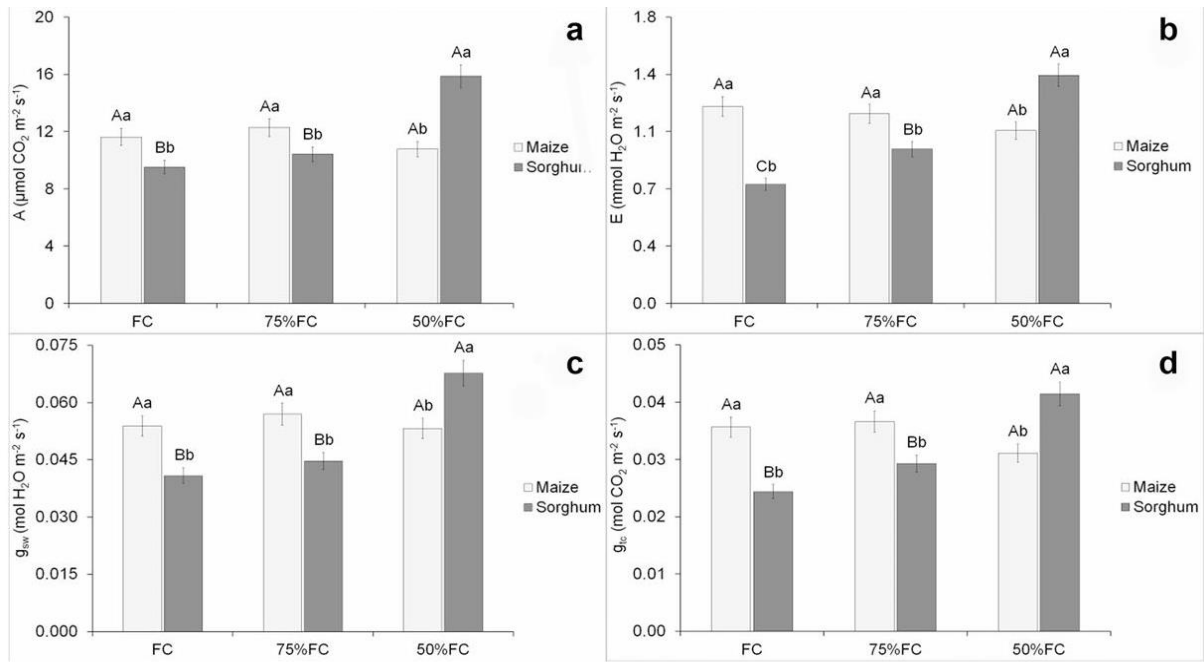 a
20
16
12
8
4
0
A (µmol CO₂ m⁻² s⁻¹)
Aa
Bb
Aa
Bb
Ab
Aa
Maize
Sorghum
FC 75%FC 50%FC
b
1.8
1.4
1.1
0.7
0.4
0.0
E (mmol H₂O m⁻² s⁻¹)
Aa
Cb
Aa
Bb
Ab
Aa
Maize
Sorghum
FC 75%FC 50%FC
c
0.075
0.060
0.045
0.030
0.015
0.000
g_sw (mol H₂O m⁻² s⁻¹)
Aa
Bb
Aa
Bb
Ab
Aa
Maize
Sorghum
FC 75%FC 50%FC
d
0.05
0.04
0.03
0.02
0.01
0.00
g_tc (mol CO₂ m⁻² s⁻¹)
Aa
Bb
Aa
Bb
Ab
Aa
Maize
Sorghum
FC 75%FC 50%FC